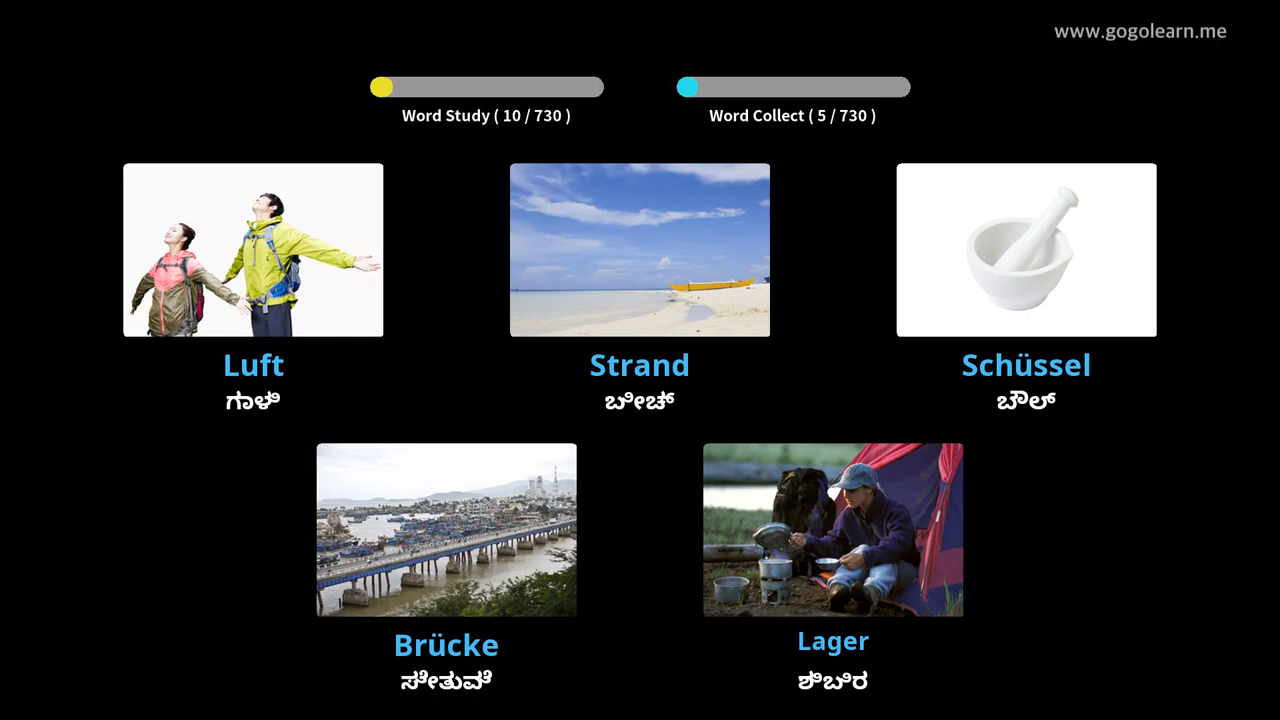 www.gogolearn.me
Word Study ( 10 / 730 )
Word Collect ( 5 / 730 )
Luft
ಗಾಳಿ
Strand
ಬೀಚ್
Schüssel
ಬೌಲ್
Brücke
ಸೇತುವೆ
Lager
ಶಿಬಿರ